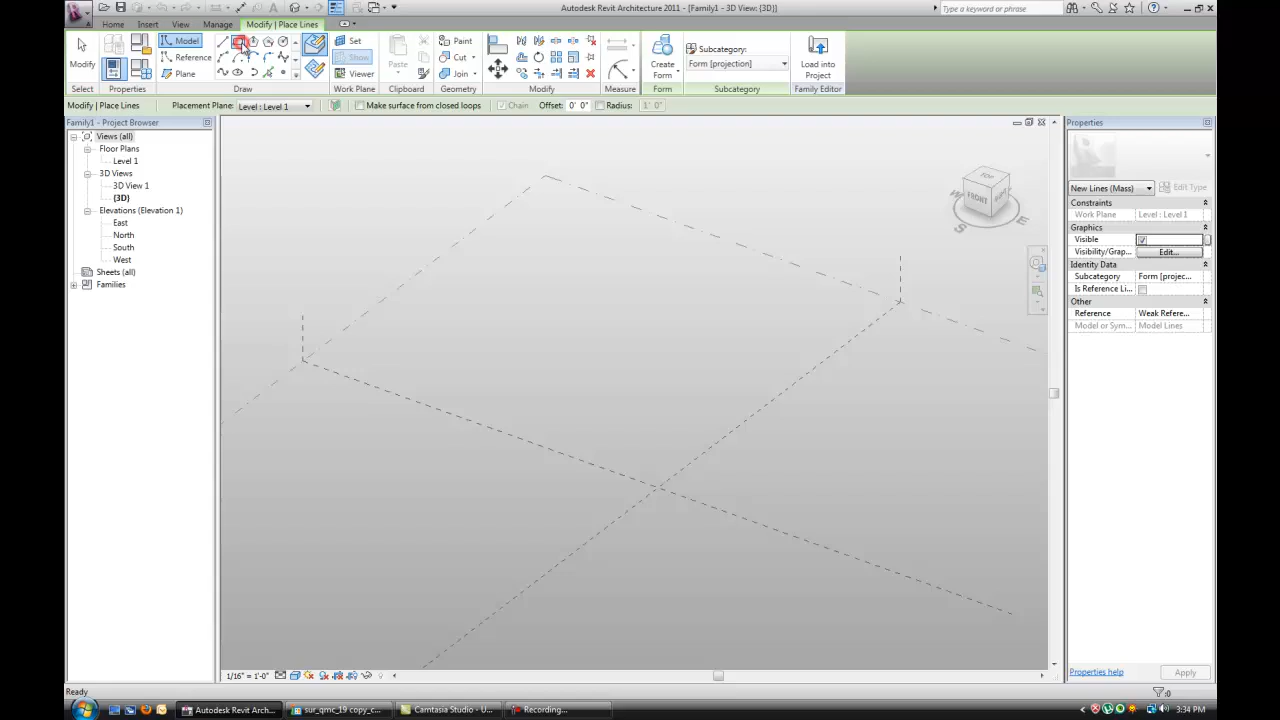 Autodesk Revit Architecture 2011 - [Family1 - 3D View: {3D}]
Type a keyword or phrase
Home Insert View Manage Modify | Place Lines
Modify
Model
Reference
Plane
Set
Show
Viewer
Paste
Paint
Cut
Join
Create Form
Subcategory:
Form [projection]
Load into Project
Select Properties Draw Work Plane Clipboard Geometry Modify Measure Form Subcategory Family Editor
Modify | Place Lines Placement Plane: Level : Level 1 Make surface from closed loops Chain Offset: 0' 0" Radius: 1' 0"
Family1 - Project Browser
Views (all)
Floor Plans
Level 1
3D Views
3D View 1
{3D}
Elevations (Elevation 1)
East
North
South
West
Sheets (all)
Families
TOP
FRONT
W
S
E
Properties
New Lines (Mass) Edit Type
Constraints
Work Plane Level : Level 1
Graphics
Visible
Visibility/Grap... Edit...
Identity Data
Subcategory Form [projec...
Is Reference Li...
Other
Reference Weak Refere...
Model or Sym... Model Lines
Properties help Apply
1/16" = 1'-0"
Ready
:0
Autodesk Revit Arch... sur_qmc_19 copy_c... Camtasia Studio - U... Recording... 3:34 PM